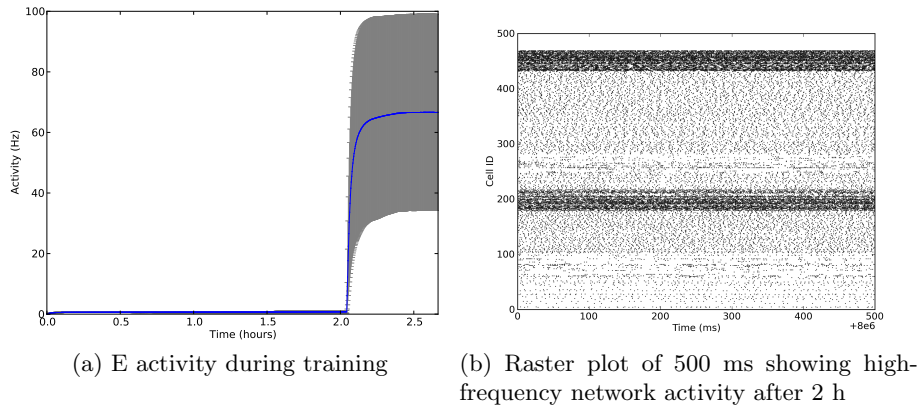 100
80
60
40
20
0
Activity (Hz)
0.0 0.5 1.0 1.5 2.0 2.5
Time (hours)
(a) E activity during training
500
400
300
200
100
0
Cell ID
0 100 200 300 400 500
Time (ms)
+8e6
(b) Raster plot of 500 ms showing high-
frequency network activity after 2 h